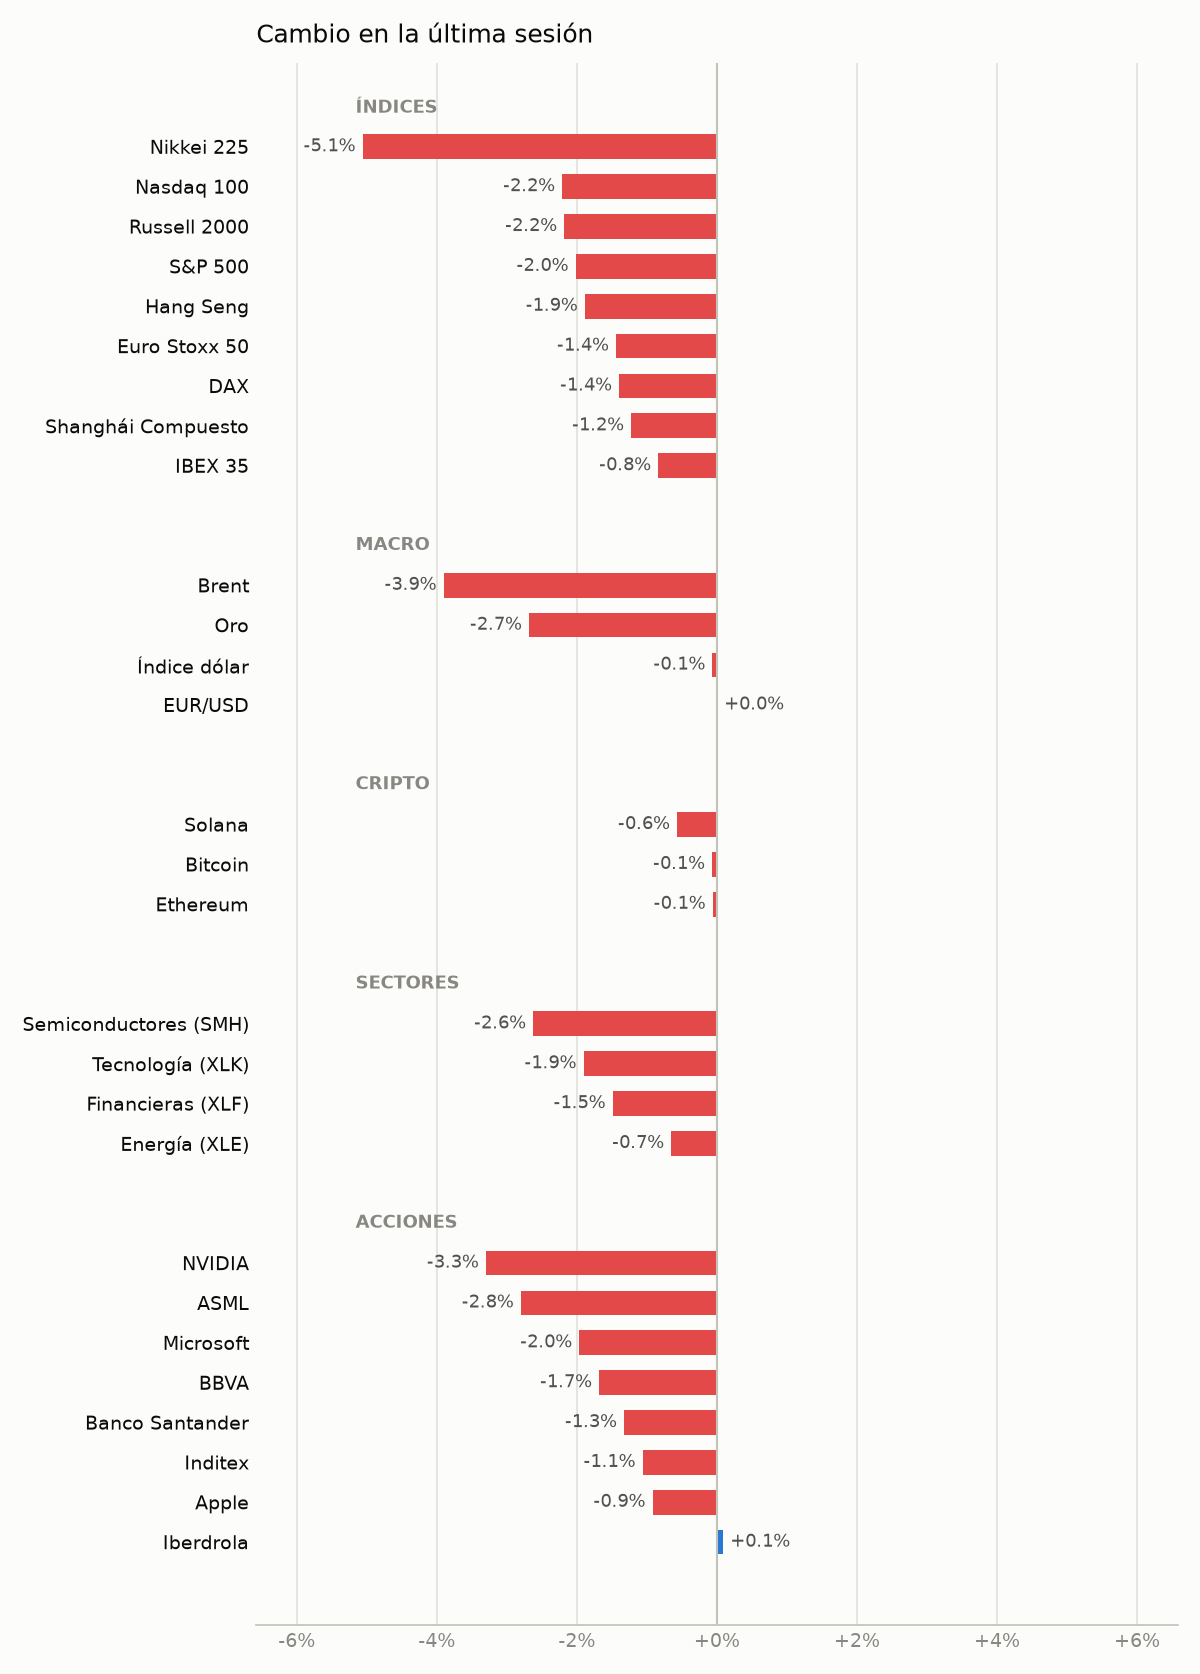 Cambio en la última sesión
ÍNDICES
Nikkei 225 -5.1%
Nasdaq 100 -2.2%
Russell 2000 -2.2%
S&P 500 -2.0%
Hang Seng -1.9%
Euro Stoxx 50 -1.4%
DAX -1.4%
Shanghái Compuesto -1.2%
IBEX 35 -0.8%
MACRO
Brent -3.9%
Oro -2.7%
Índice dólar -0.1%
EUR/USD +0.0%
CRIPTO
Solana -0.6%
Bitcoin -0.1%
Ethereum -0.1%
SECTORES
Semiconductores (SMH) -2.6%
Tecnología (XLK) -1.9%
Financieras (XLF) -1.5%
Energía (XLE) -0.7%
ACCIONES
NVIDIA -3.3%
ASML -2.8%
Microsoft -2.0%
BBVA -1.7%
Banco Santander -1.3%
Inditex -1.1%
Apple -0.9%
Iberdrola +0.1%
-6% -4% -2% +0% +2% +4% +6%